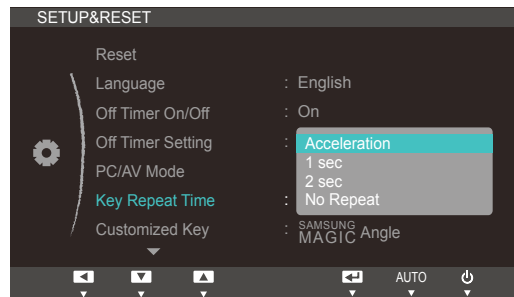 SETUP&RESET
Reset
Language : English
Off Timer On/Off : On
Off Timer Setting :
Acceleration
1 sec
2 sec
No Repeat
PC/AV Mode
Key Repeat Time :
Customized Key : SAMSUNG MAGIC Angle
AUTO